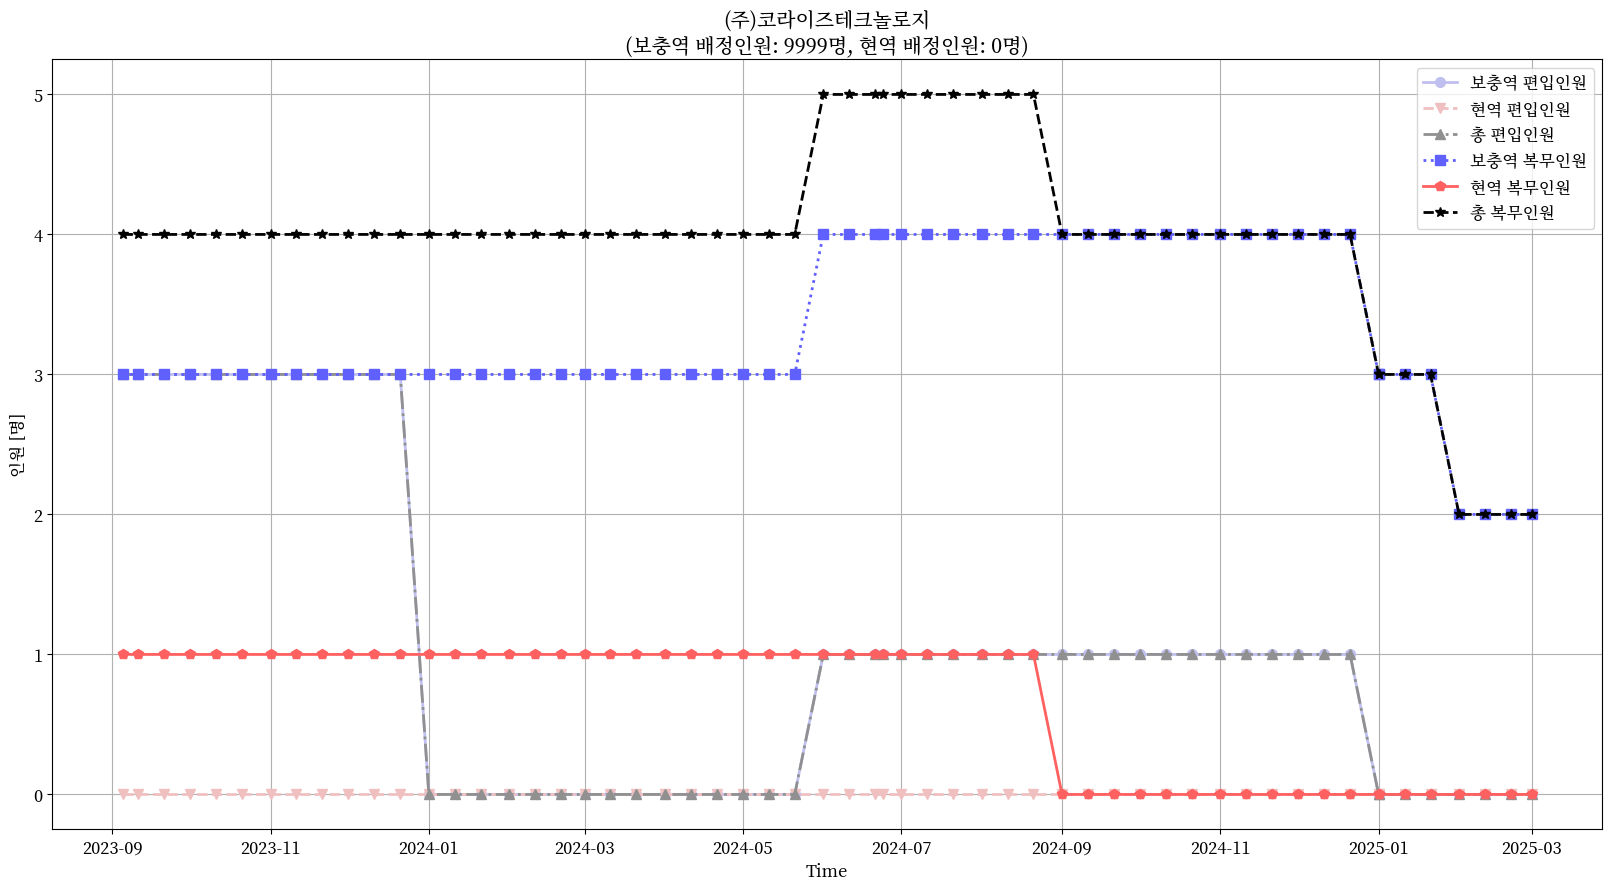 (주)코라이즈테크놀로지
(보충역 배정인원: 9999명, 현역 배정인원: 0명)
보충역 편입인원
현역 편입인원
총 편입인원
보충역 복무인원
현역 복무인원
총 복무인원
인원 [명]
5
4
3
2
1
0
2023-09 2023-11 2024-01 2024-03 2024-05 2024-07 2024-09 2024-11 2025-01 2025-03
Time